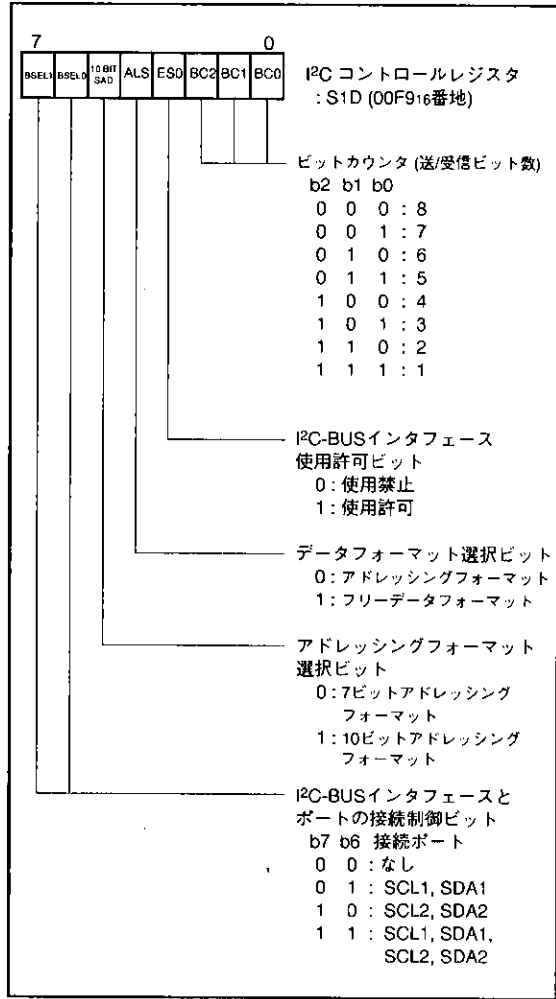 7 0
BSEL1 BSEL0 10 BIT SAD ALS ES0 BC2 BC1 BC0
I²C コントロールレジスタ
: S1D (00F9₁₆番地)
ビットカウンタ (送/受信ビット数)
b2 b1 b0
0 0 0 : 8
0 0 1 : 7
0 1 0 : 6
0 1 1 : 5
1 0 0 : 4
1 0 1 : 3
1 1 0 : 2
1 1 1 : 1
I²C-BUSインタフェース
使用許可ビット
0 : 使用禁止
1 : 使用許可
データフォーマット選択ビット
0 : アドレッシングフォーマット
1 : フリーデータフォーマット
アドレッシングフォーマット
選択ビット
0 : 7ビットアドレッシング
フォーマット
1 : 10ビットアドレッシング
フォーマット
I²C-BUSインタフェースと
ポートの接続制御ビット
b7 b6 接続ポート
0 0 : なし
0 1 : SCL1, SDA1
1 0 : SCL2, SDA2
1 1 : SCL1, SDA1,
SCL2, SDA2